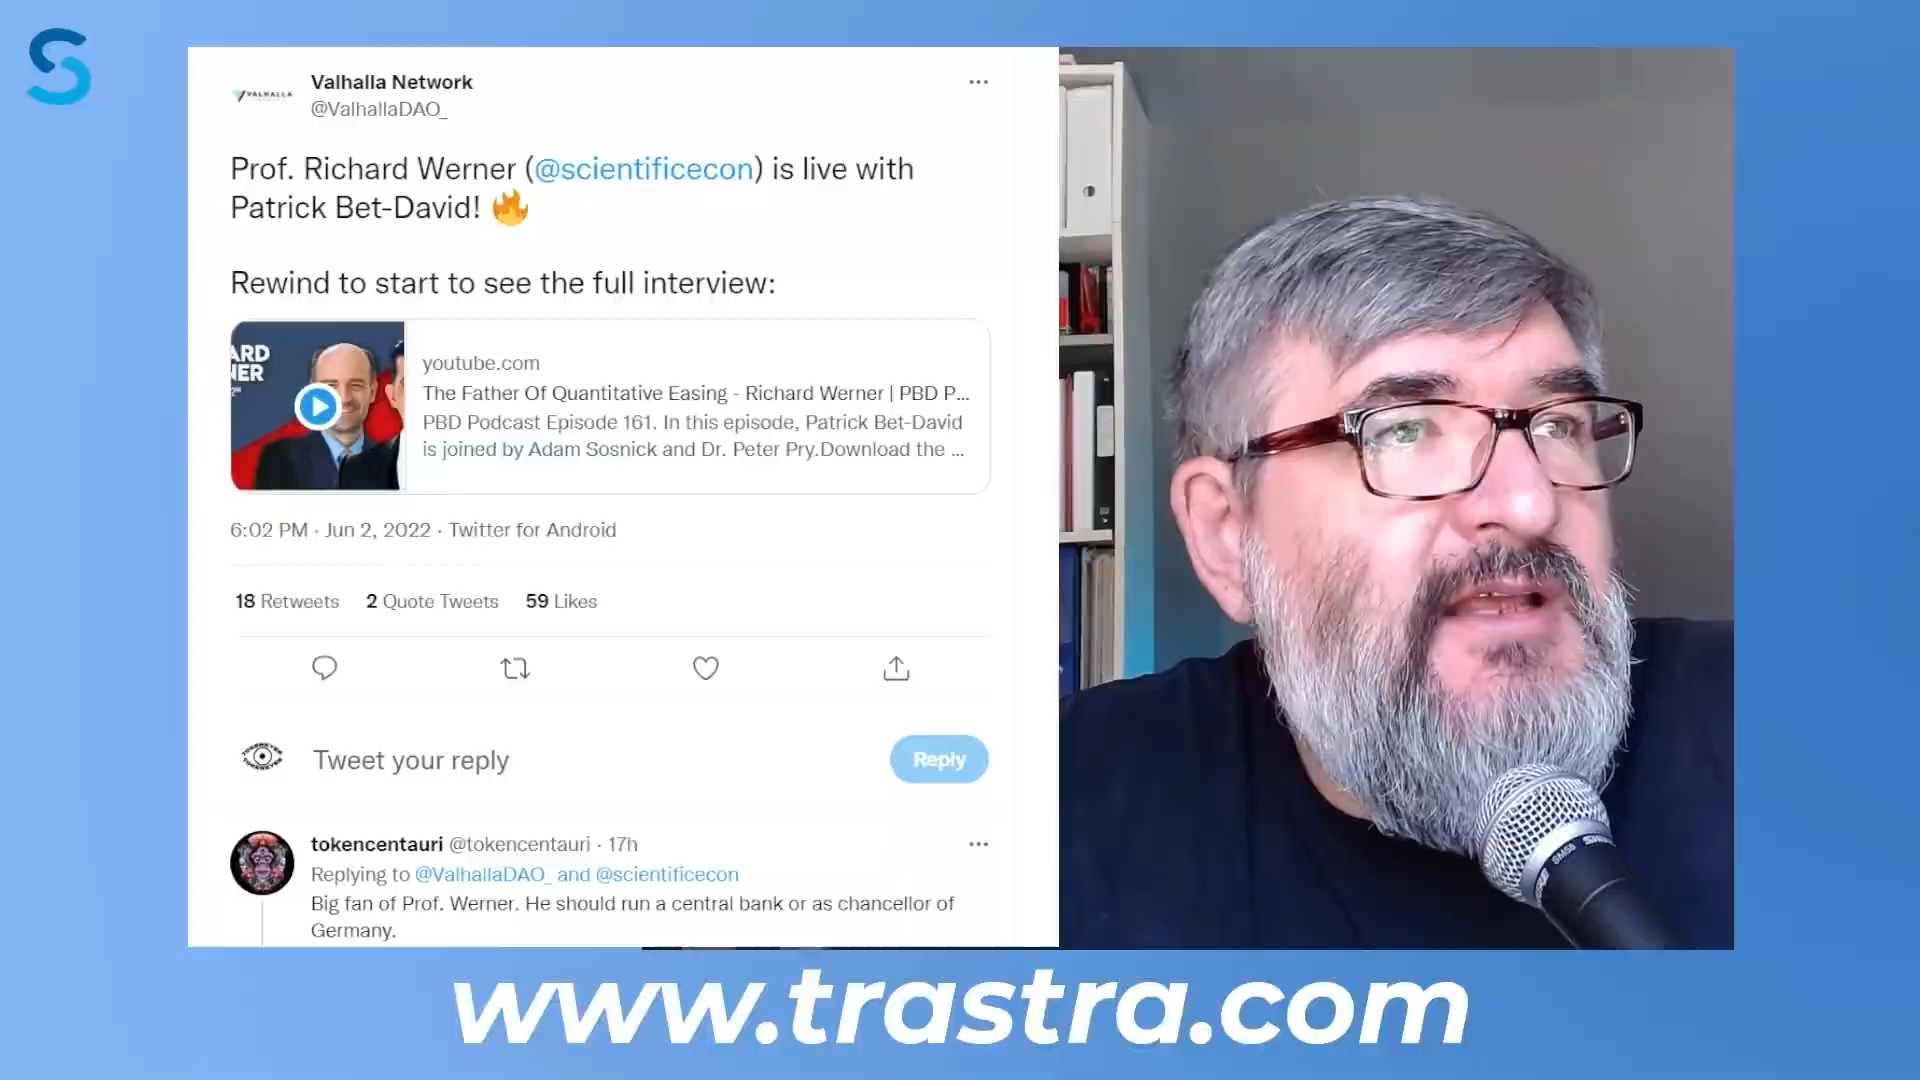 Valhalla Network
@ValhallaDAO_
VALHALLA
Prof. Richard Werner (@scientificecon) is live with
Patrick Bet-David! 🔥
Rewind to start to see the full interview:
youtube.com
The Father Of Quantitative Easing - Richard Werner | PBD P...
PBD Podcast Episode 161. In this episode, Patrick Bet-David
is joined by Adam Sosnick and Dr. Peter Pry.Download the ...
6:02 PM · Jun 2, 2022 · Twitter for Android
18 Retweets 2 Quote Tweets 59 Likes
Tweet your reply
Reply
tokencentauri @tokencentauri · 17h
Replying to @ValhallaDAO_ and @scientificecon
Big fan of Prof. Werner. He should run a central bank or as chancellor of
Germany.
SM58
www.trastra.com